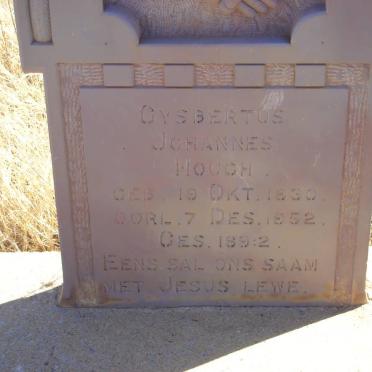 GYSBERTUS
JOHANNES
HOUGH.
GEB. 19 OKT. 1830.
OORL. 7 DES. 1952.
GES. 189:2.
EENS SAL ONS SAAM
MET JESUS LEWE.